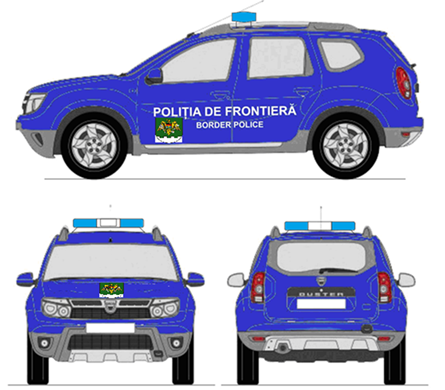 POLIȚIA DE FRONTIERĂ
BORDER POLICE
DUSTER